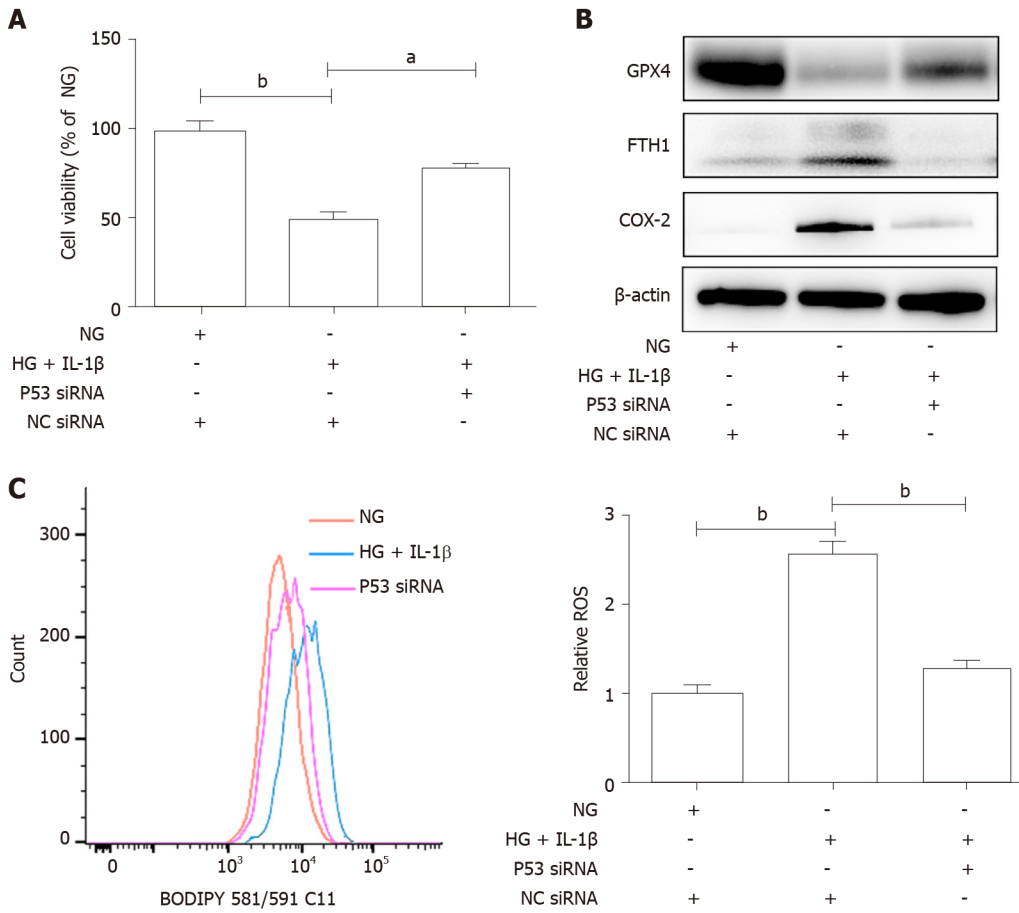 A
150
100
50
0
Cell viability (% of NG)
b
a
NG + - -
HG + IL-1β - + +
P53 siRNA - - +
NC siRNA + + -
B
GPX4
FTH1
COX-2
β-actin
NG + - -
HG + IL-1β - + +
P53 siRNA - - +
NC siRNA + + -
C
300
200
100
0
Count
NG
HG + IL-1β
P53 siRNA
0 10³ 10⁴ 10⁵
BODIPY 581/591 C11
3
2
1
0
Relative ROS
b
b
NG + - -
HG + IL-1β - + +
P53 siRNA - - +
NC siRNA + + -